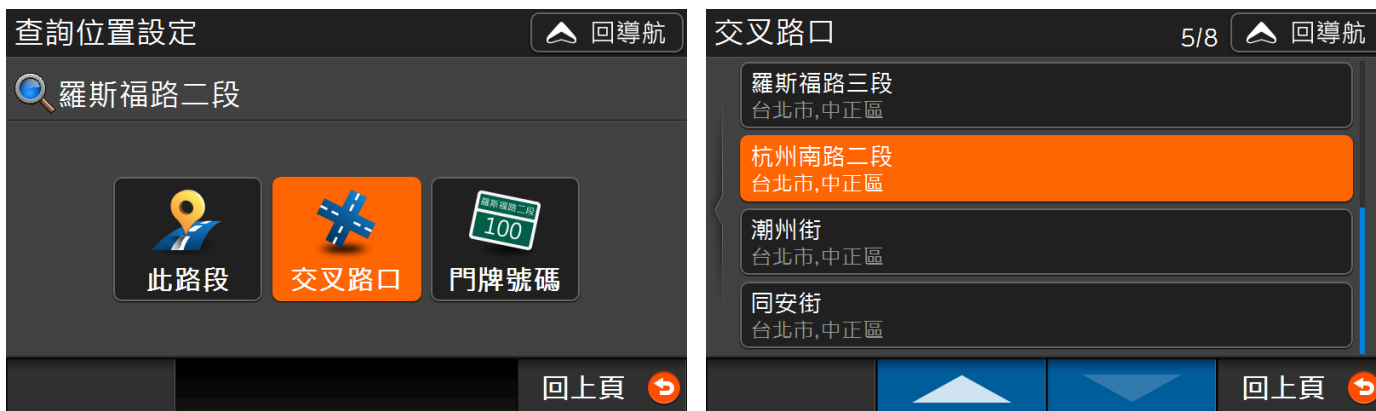 查詢位置設定
回導航
羅斯福路二段
此路段
交叉路口
羅斯福路二段
100
門牌號碼
回上頁
交叉路口
5/8
回導航
羅斯福路三段
台北市,中正區
杭州南路二段
台北市,中正區
潮州街
台北市,中正區
同安街
台北市,中正區
回上頁